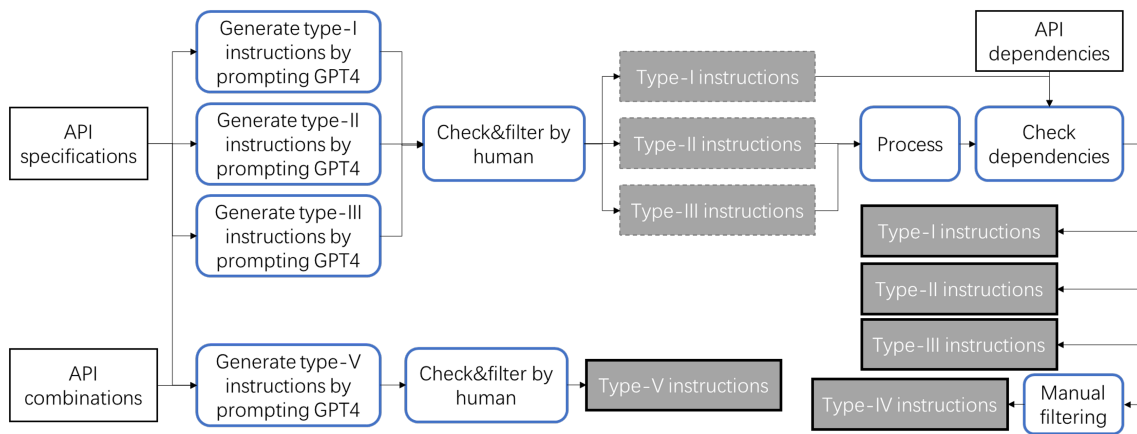 API
specifications
Generate type-I
instructions by
prompting GPT4
Generate type-II
instructions by
prompting GPT4
Generate type-III
instructions by
prompting GPT4
Check&filter by
human
Type-I instructions
Type-II instructions
Type-III instructions
Process
API
dependencies
Check
dependencies
Type-I instructions
Type-II instructions
Type-III instructions
API
combinations
Generate type-V
instructions by
prompting GPT4
Check&filter by
human
Type-V instructions
Type-IV instructions
Manual
filtering